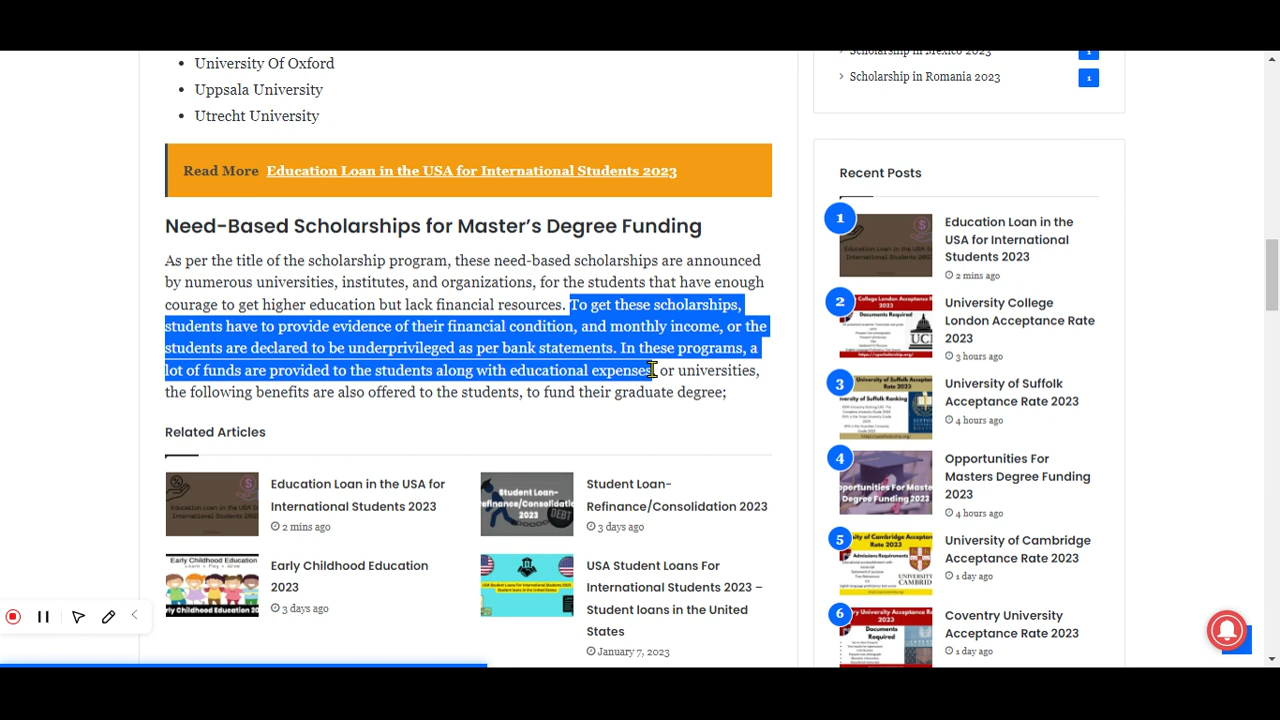 University Of Oxford
Uppsala University
Utrecht University
Read More Education Loan in the USA for International Students 2023
Need-Based Scholarships for Master's Degree Funding
As per the title of the scholarship program, these need-based scholarships are announced
by numerous universities, institutes, and organizations, for the students that have enough
courage to get higher education but lack financial resources. To get these scholarships,
students have to provide evidence of their financial condition, and monthly income, or the
students are declared to be underprivileged as per bank statements. In these programs, a
lot of funds are provided to the students along with educational expenses or universities,
the following benefits are also offered to the students, to fund their graduate degree;
Related Articles
Education Loan in the USA for
International Students 2023
2 mins ago
Student Loan-
Refinance/Consolidation 2023
3 days ago
Student Loan-
Refinance/Consolidation
2023
DEBT
Early Childhood Education
2023
3 days ago
USA Student Loans For
International Students 2023 –
Student loans in the United
States
January 7, 2023
Scholarship in Mexico 2023
1
Scholarship in Romania 2023
1
Recent Posts
1
Education Loan in the
USA for International
Students 2023
2 mins ago
2
University College
London Acceptance Rate
2023
3 hours ago
3
University of Suffolk
Acceptance Rate 2023
4 hours ago
4
Opportunities For
Masters Degree Funding
2023
4 hours ago
5
University of Cambridge
Acceptance Rate 2023
1 day ago
6
Coventry University
Acceptance Rate 2023
1 day ago